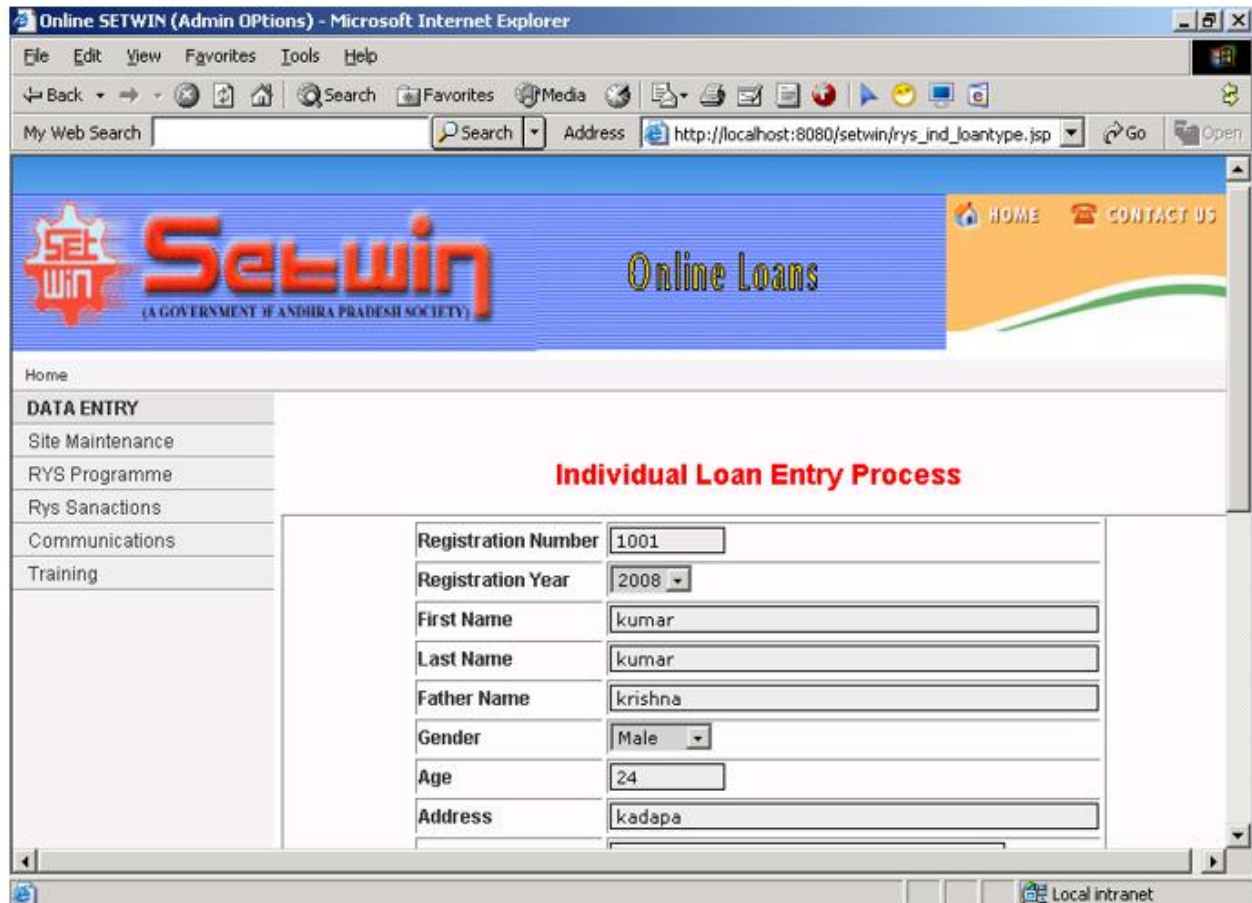 Online SETWIN (Admin OPtions) - Microsoft Internet Explorer
File Edit View Favorites Tools Help
Back Search Favorites Media
My Web Search Search Address http://localhost:8080/setwin/rys_ind_loantype.jsp Go Open
SET WIN
Setwin
(A GOVERNMENT OF ANDHRA PRADESH SOCIETY)
Online Loans
HOME CONTACT US
Home
DATA ENTRY
Site Maintenance
RYS Programme
Rys Sanactions
Communications
Training
Individual Loan Entry Process
Registration Number 1001
Registration Year 2008
First Name kumar
Last Name kumar
Father Name krishna
Gender Male
Age 24
Address kadapa
Local intranet